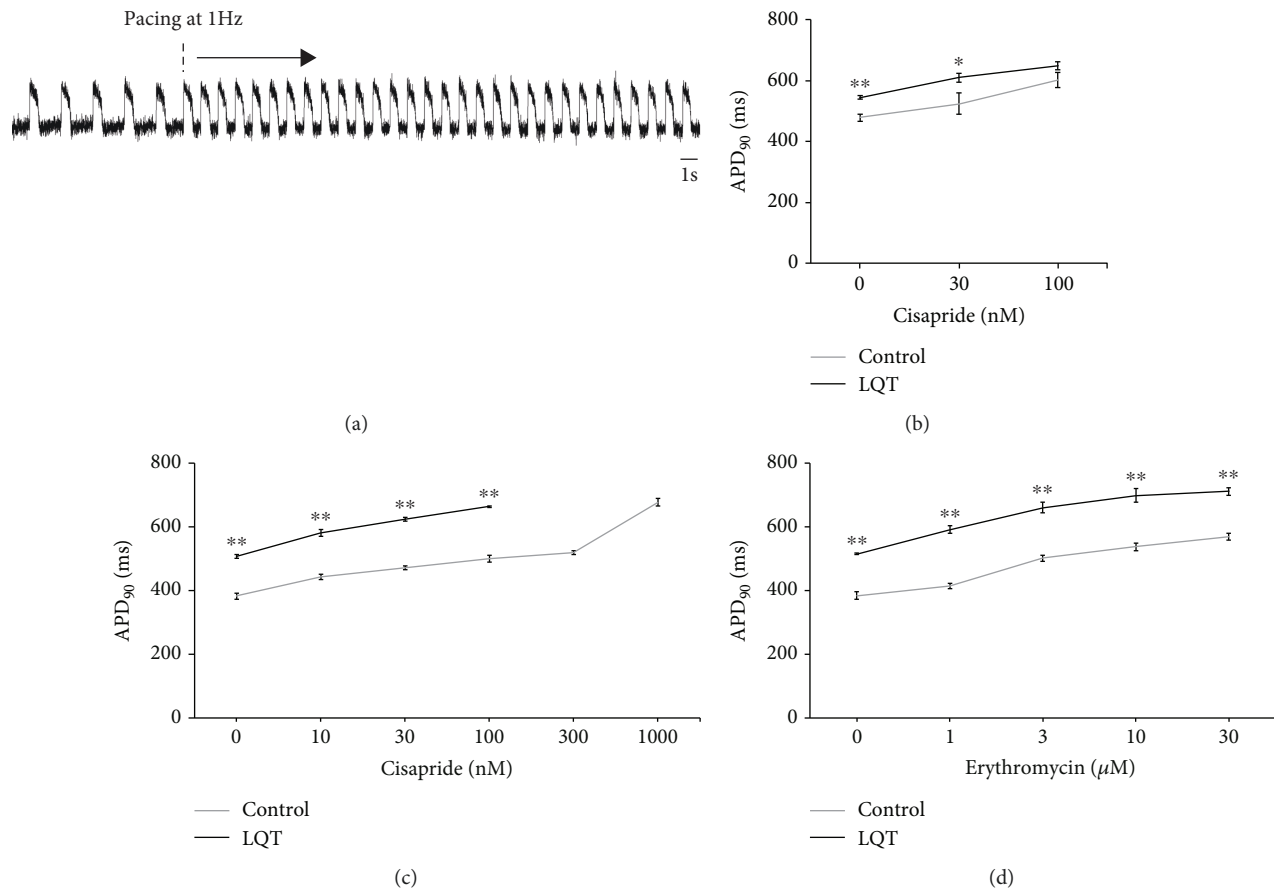 Pacing at 1Hz
1s
(a)
800
600
400
200
0
APD90 (ms)
**
*
0
30
100
Cisapride (nM)
Control
LQT
(b)
800
600
400
200
0
APD90 (ms)
**
**
**
**
0
10
30
100
300
1000
Cisapride (nM)
Control
LQT
(c)
800
600
400
200
0
APD90 (ms)
**
**
**
**
**
0
1
3
10
30
Erythromycin (μM)
Control
LQT
(d)